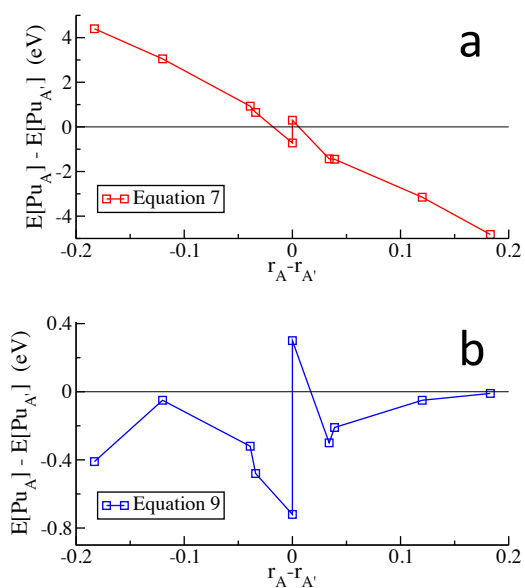 a
E[Pu_A] - E[Pu_A'] (eV)
4
2
0
-2
-4
Equation 7
-0.2 -0.1 0 0.1 0.2
r_A-r_A'
b
E[Pu_A] - E[Pu_A'] (eV)
0.4
0
-0.4
-0.8
Equation 9
-0.2 -0.1 0 0.1 0.2
r_A-r_A'